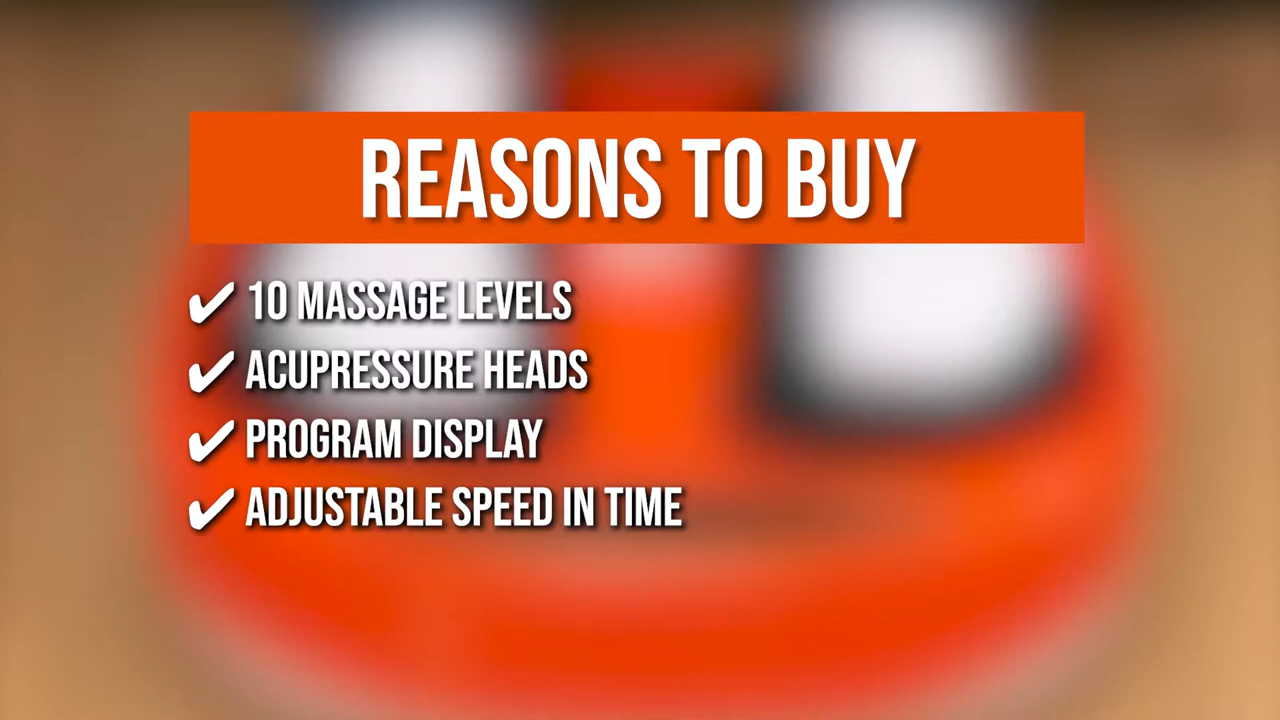 REASONS TO BUY
✔ 10 MASSAGE LEVELS
✔ ACUPRESSURE HEADS
✔ PROGRAM DISPLAY
✔ ADJUSTABLE SPEED IN TIME